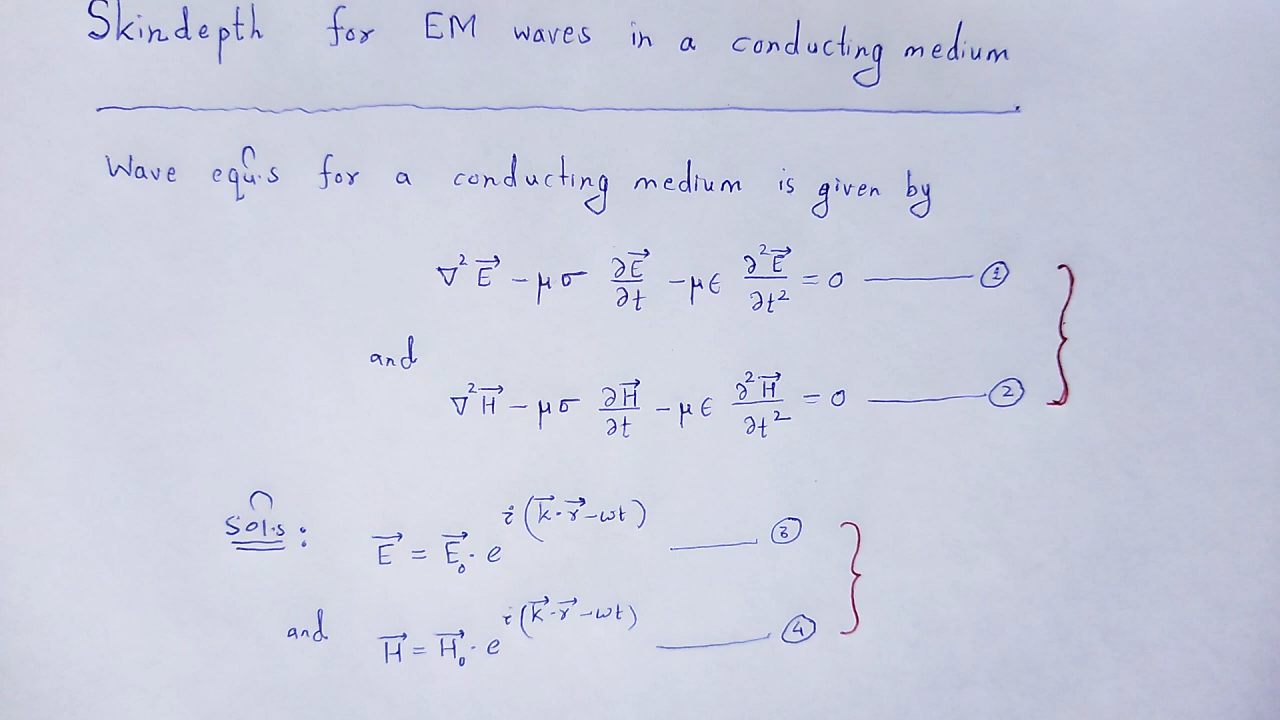 Skindepth for EM waves in a conducting medium
Wave equ.s for a conducting medium is given by
∇²E⃗ − μσ ∂E⃗/∂t − μϵ ∂²E⃗/∂t² = 0 —— ①
and
∇²H⃗ − μσ ∂H⃗/∂t − μϵ ∂²H⃗/∂t² = 0 —— ②
Sol.s : E⃗ = E⃗₀ · e^{i(k⃗·r⃗−ωt)} —— ③
and H⃗ = H⃗₀ · e^{i(k⃗·r⃗−ωt)} —— ④